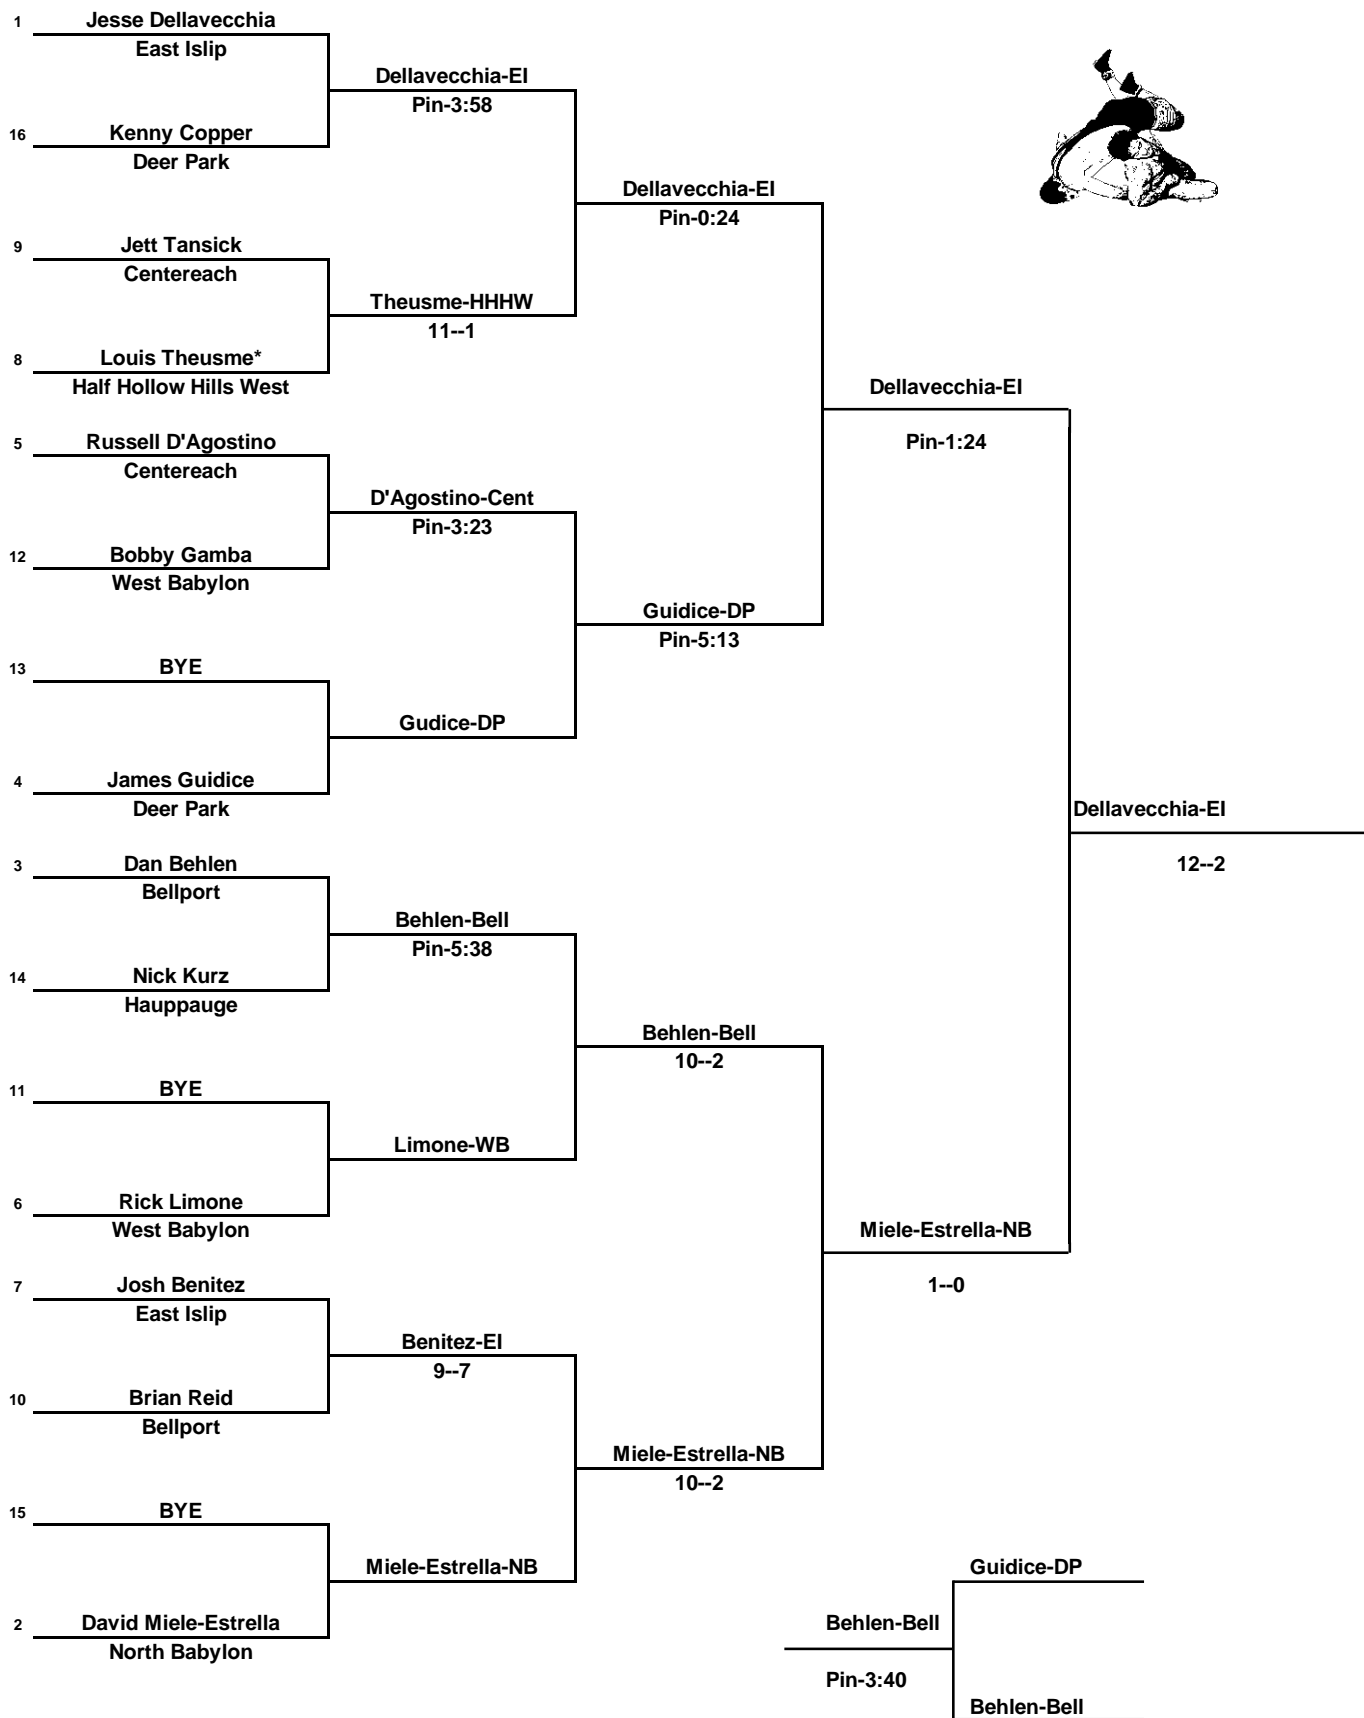 1 Jesse Dellavecchia
East Islip
Dellavecchia-EI
Pin-3:58
16 Kenny Copper
Deer Park
Dellavecchia-EI
Pin-0:24
9 Jett Tansick
Centereach
Theusme-HHHW
11--1
8 Louis Theusme*
Half Hollow Hills West
Dellavecchia-EI
Pin-1:24
5 Russell D'Agostino
Centereach
D'Agostino-Cent
Pin-3:23
12 Bobby Gamba
West Babylon
Guidice-DP
Pin-5:13
13 BYE
Gudice-DP
4 James Guidice
Deer Park
Dellavecchia-EI
12--2
3 Dan Behlen
Bellport
Behlen-Bell
Pin-5:38
14 Nick Kurz
Hauppauge
Behlen-Bell
10--2
11 BYE
Limone-WB
6 Rick Limone
West Babylon
Miele-Estrella-NB
1--0
7 Josh Benitez
East Islip
Benitez-EI
9--7
10 Brian Reid
Bellport
Miele-Estrella-NB
10--2
15 BYE
Miele-Estrella-NB
2 David Miele-Estrella
North Babylon
Guidice-DP
Behlen-Bell
Pin-3:40
Behlen-Bell